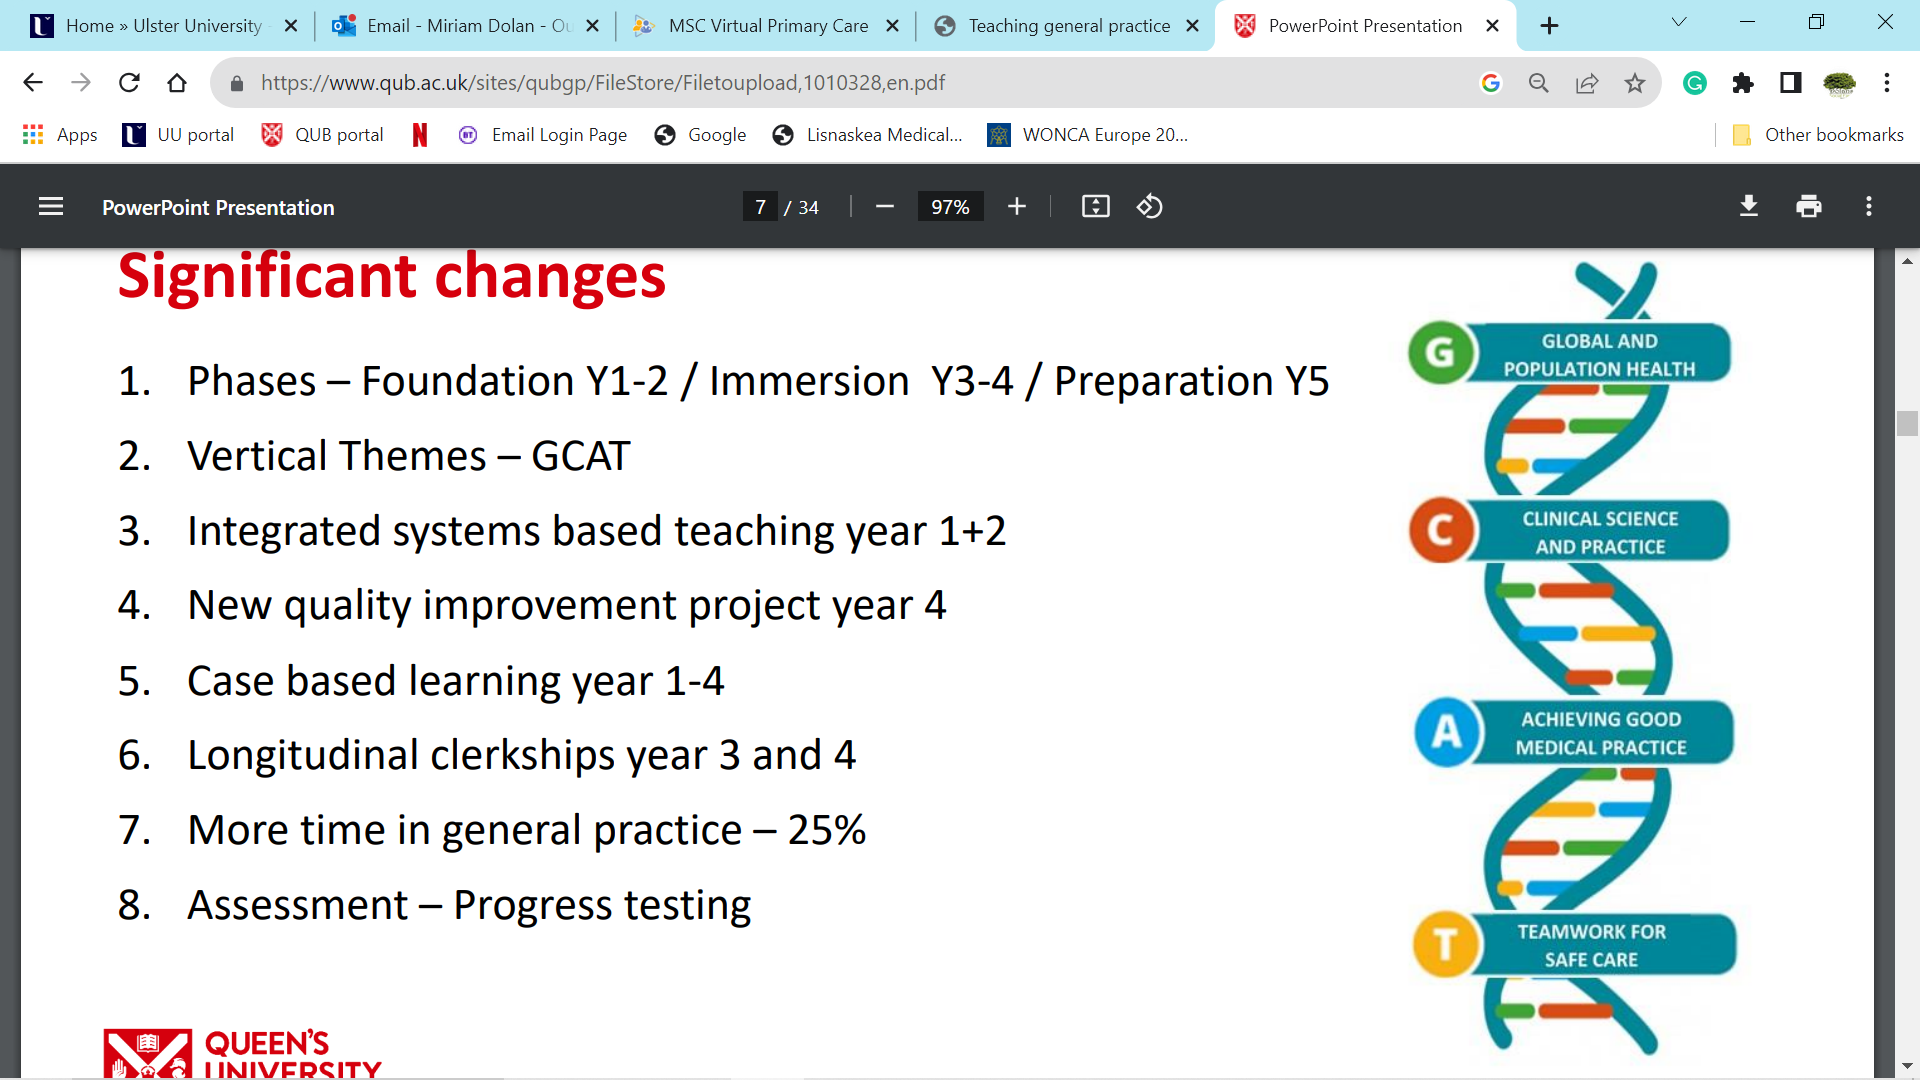 Home » Ulster University
Email - Miriam Dolan - Ou
MSC Virtual Primary Care
Teaching general practice
PowerPoint Presentation
https://www.qub.ac.uk/sites/qubgp/FileStore/Filetoupload,1010328,en.pdf
Apps
UU portal
QUB portal
Email Login Page
Google
Lisnaskea Medical...
WONCA Europe 20...
Other bookmarks
PowerPoint Presentation
7 / 34
97%
Significant changes
1. Phases – Foundation Y1-2 / Immersion Y3-4 / Preparation Y5
2. Vertical Themes – GCAT
3. Integrated systems based teaching year 1+2
4. New quality improvement project year 4
5. Case based learning year 1-4
6. Longitudinal clerkships year 3 and 4
7. More time in general practice – 25%
8. Assessment – Progress testing
G
GLOBAL AND
POPULATION HEALTH
C
CLINICAL SCIENCE
AND PRACTICE
A
ACHIEVING GOOD
MEDICAL PRACTICE
T
TEAMWORK FOR
SAFE CARE
QUEEN'S
UNIVERSITY